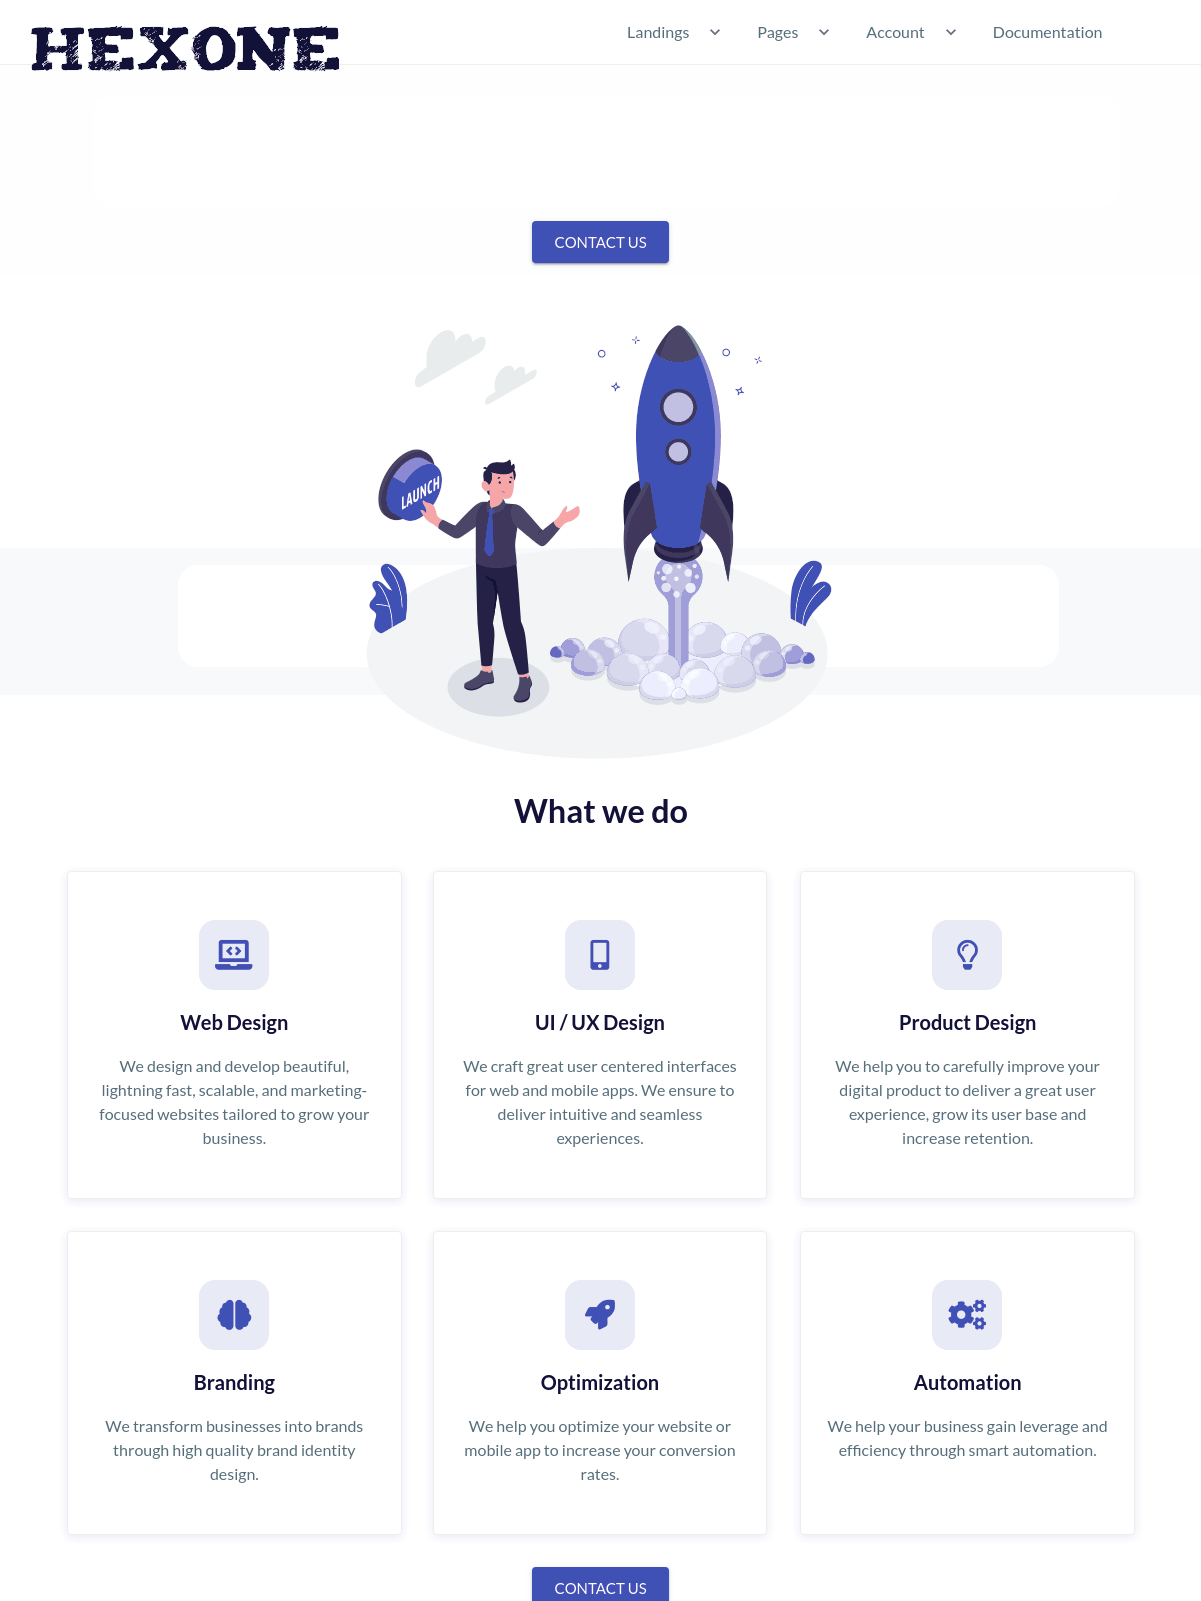 HEXONE
Landings Pages Account Documentation
CONTACT US
LAUNCH
What we do
Web Design
We design and develop beautiful,
lightning fast, scalable, and marketing-
focused websites tailored to grow your
business.
UI / UX Design
We craft great user centered interfaces
for web and mobile apps. We ensure to
deliver intuitive and seamless
experiences.
Product Design
We help you to carefully improve your
digital product to deliver a great user
experience, grow its user base and
increase retention.
Branding
We transform businesses into brands
through high quality brand identity
design.
Optimization
We help you optimize your website or
mobile app to increase your conversion
rates.
Automation
We help your business gain leverage and
efficiency through smart automation.
CONTACT US